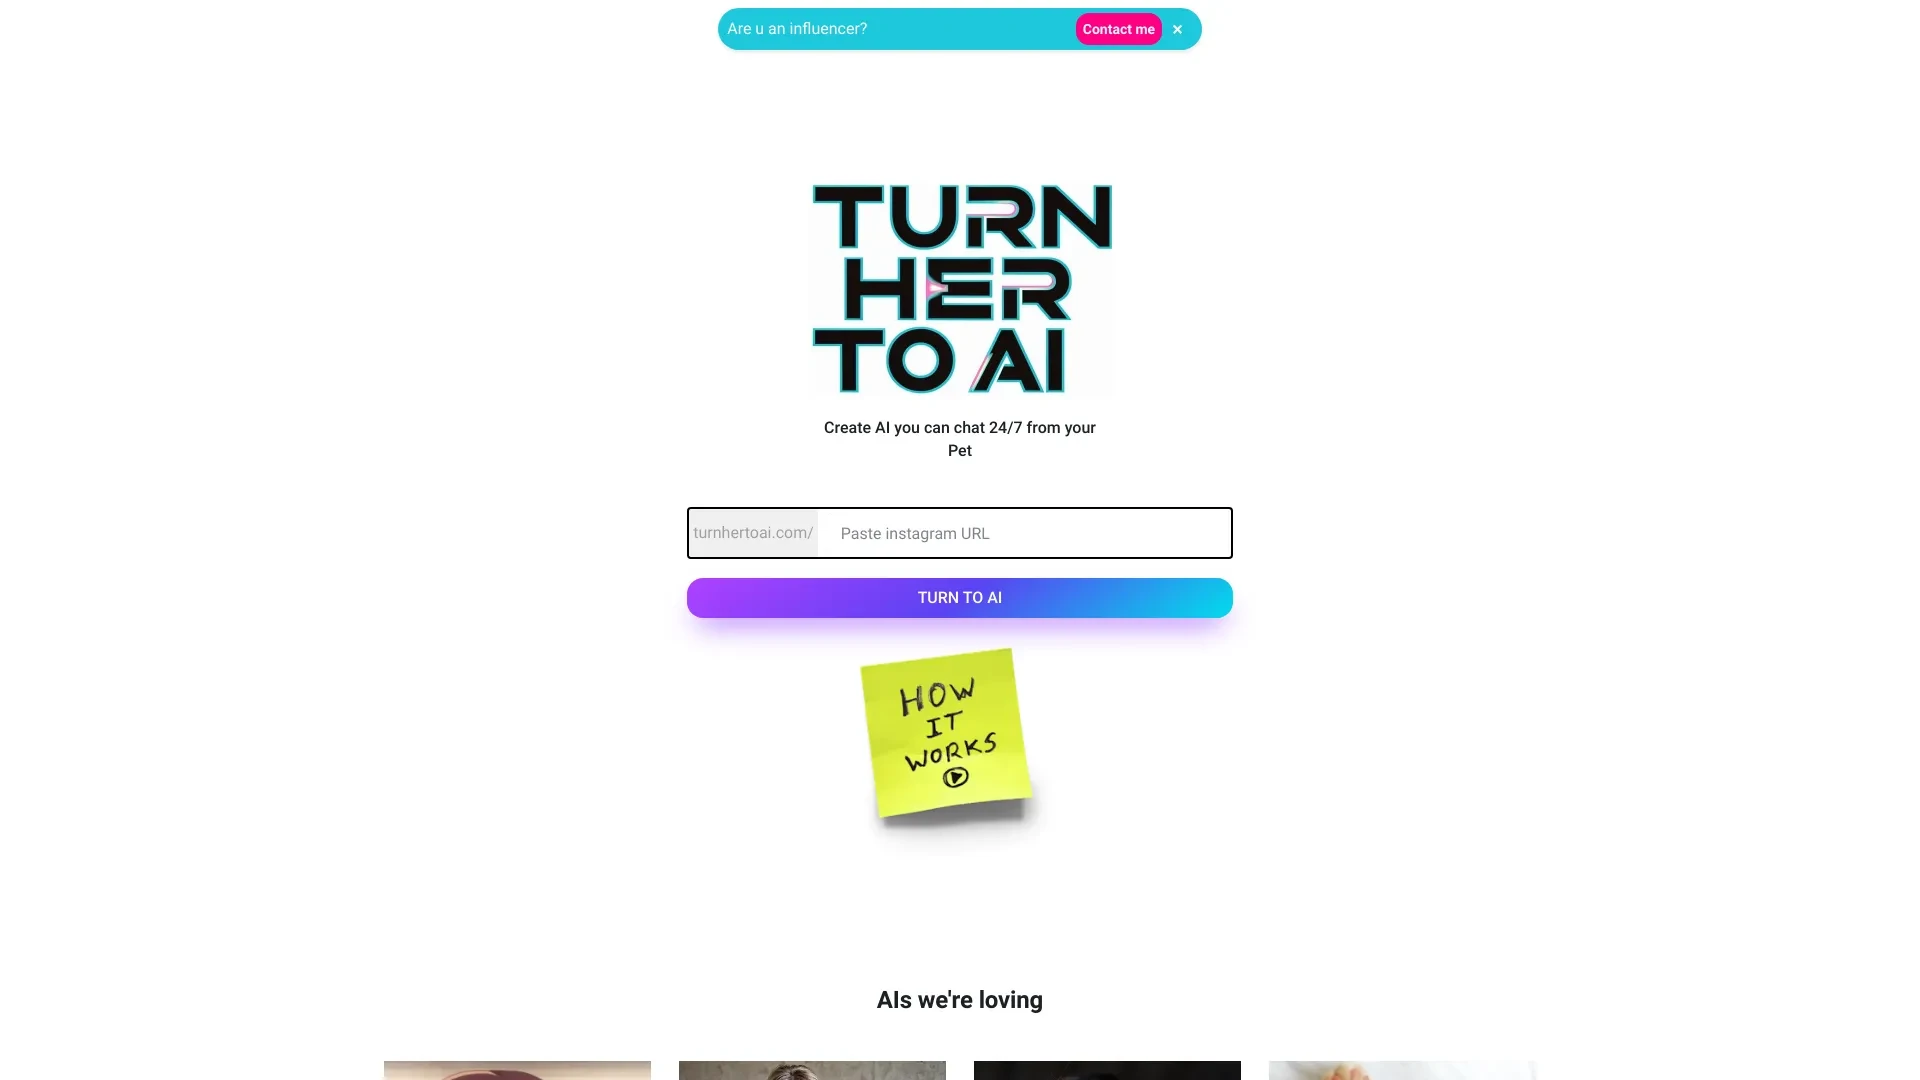 Are u an influencer?
Contact me
×
TURN
HER
TO AI
Create AI you can chat 24/7 from your
Pet
turnhertoai.com/
Paste instagram URL
TURN TO AI
HOW
IT
WORKS
AIs we're loving